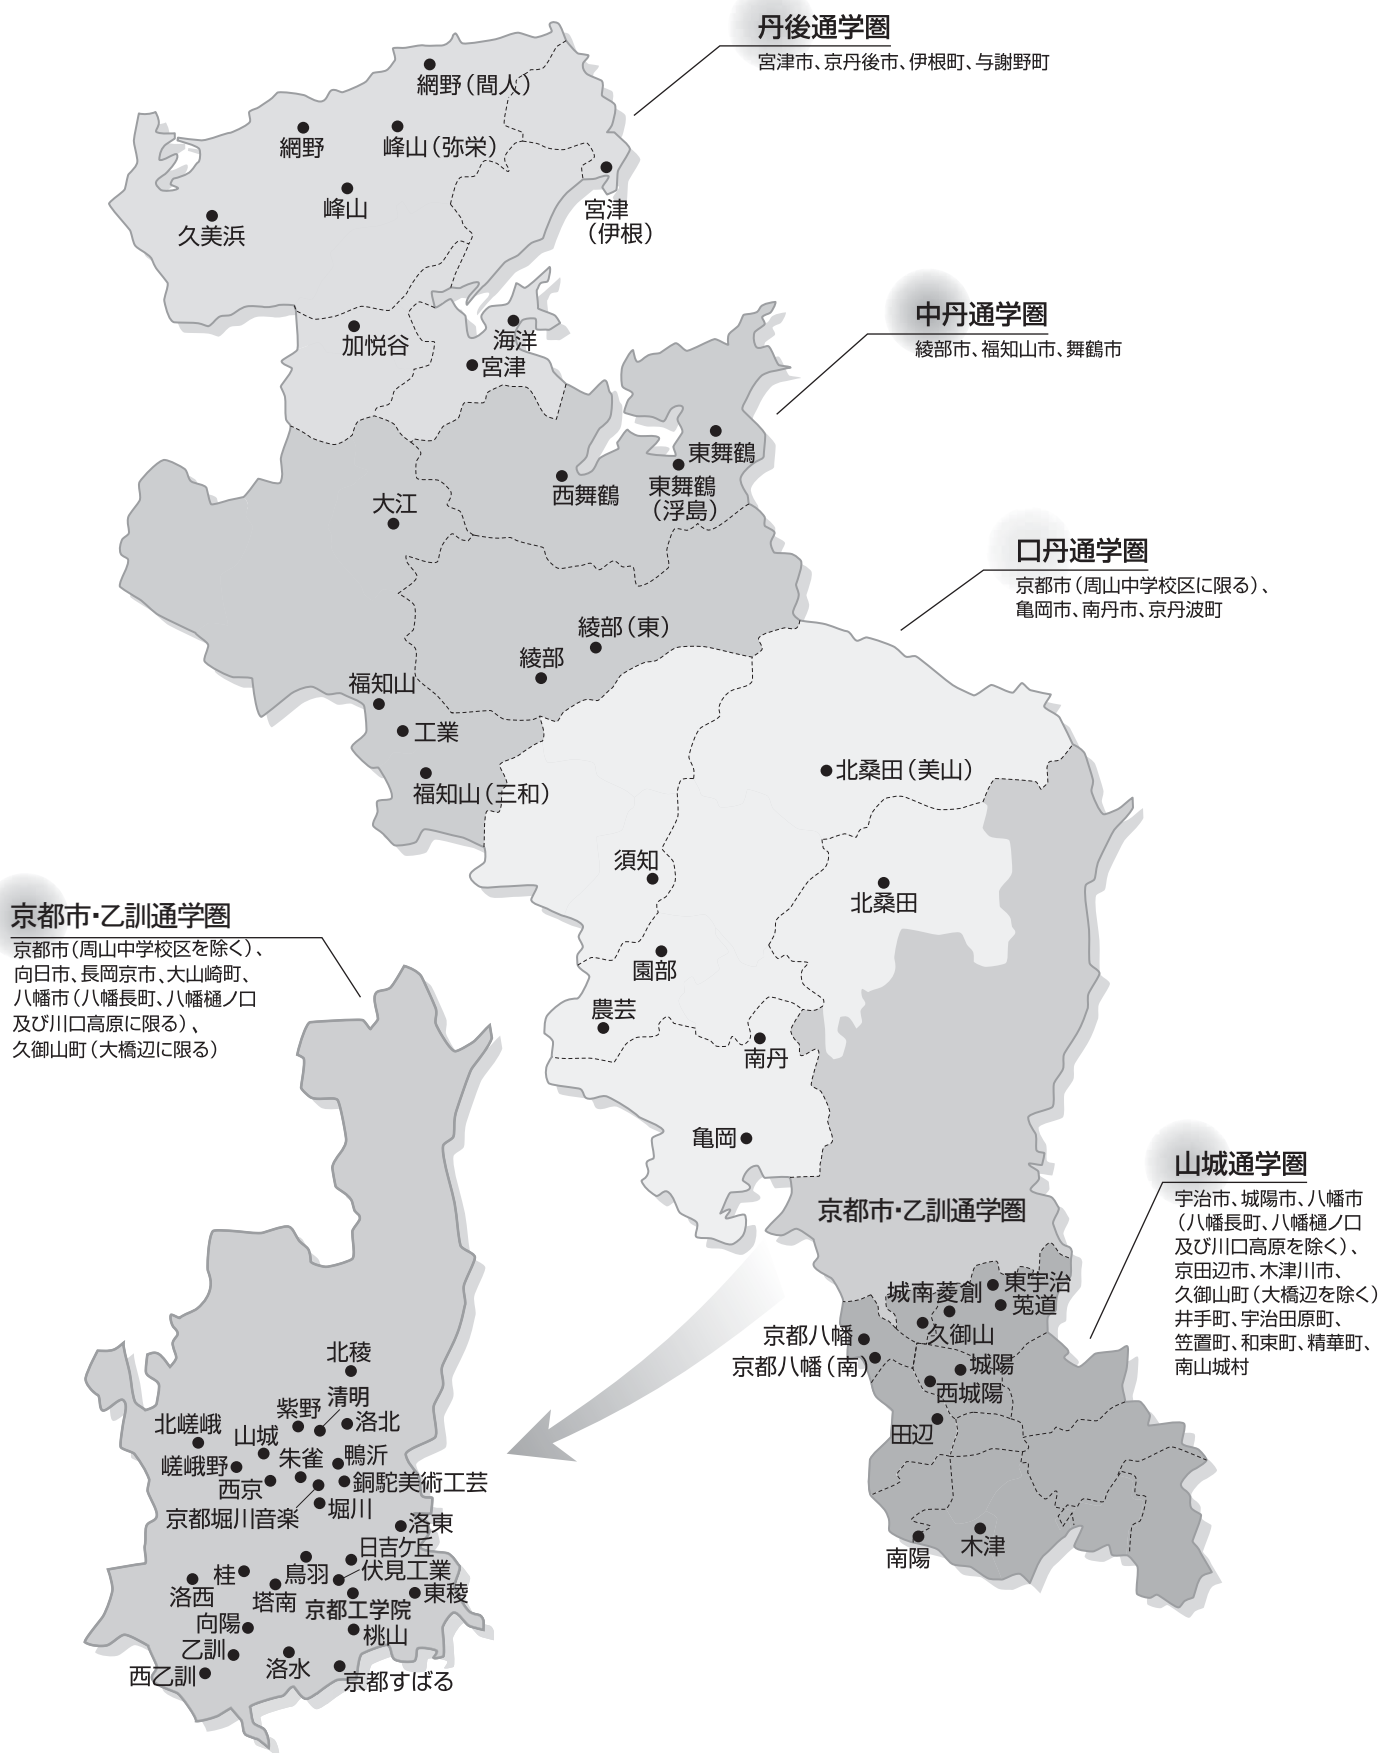 丹後通学圏
宮津市、京丹後市、伊根町、与謝野町
網野（間人）
網野
峰山（弥栄）
峰山
久美浜
宮津
（伊根）
加悦谷
海洋
宮津
中丹通学圏
綾部市、福知山市、舞鶴市
東舞鶴
東舞鶴
（浮島）
西舞鶴
大江
綾部（東）
綾部
福知山
工業
福知山（三和）
口丹通学圏
京都市（周山中学校区に限る）、
亀岡市、南丹市、京丹波町
北桑田（美山）
北桑田
須知
園部
農芸
南丹
亀岡
京都市・乙訓通学圏
京都市（周山中学校区を除く）、
向日市、長岡京市、大山崎町、
八幡市（八幡長町、八幡樋ノ口
及び川口高原に限る）、
久御山町（大橋辺に限る）
京都市・乙訓通学圏
山城通学圏
宇治市、城陽市、八幡市
（八幡長町、八幡樋ノ口
及び川口高原を除く）、
京田辺市、木津川市、
久御山町（大橋辺を除く）
井手町、宇治田原町、
笠置町、和束町、精華町、
南山城村
東宇治
城南菱創
莵道
久御山
京都八幡
京都八幡（南）
城陽
西城陽
田辺
南陽
木津
北稜
清明
紫野
洛北
北嵯峨
山城
嵯峨野
朱雀
鴨沂
西京
銅駝美術工芸
京都堀川音楽
堀川
洛東
日吉ケ丘
鳥羽
伏見工業
桂
洛西
塔南
京都工学院
東稜
向陽
桃山
乙訓
洛水
西乙訓
京都すばる